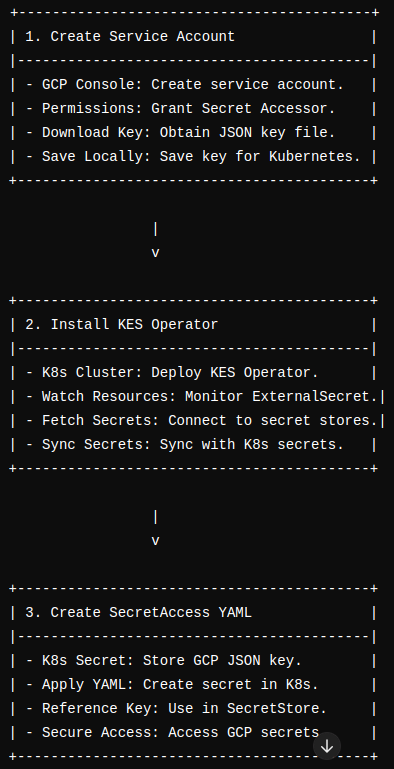 +------------------------------------------+
| 1. Create Service Account                |
|------------------------------------------|
| - GCP Console: Create service account.   |
| - Permissions: Grant Secret Accessor.    |
| - Download Key: Obtain JSON key file.    |
| - Save Locally: Save key for Kubernetes. |
+------------------------------------------+
                 |
                 v
+------------------------------------------+
| 2. Install KES Operator                  |
|------------------------------------------|
| - K8s Cluster: Deploy KES Operator.      |
| - Watch Resources: Monitor ExternalSecret.|
| - Fetch Secrets: Connect to secret stores.|
| - Sync Secrets: Sync with K8s secrets.   |
+------------------------------------------+
                 |
                 v
+------------------------------------------+
| 3. Create SecretAccess YAML              |
|------------------------------------------|
| - K8s Secret: Store GCP JSON key.        |
| - Apply YAML: Create secret in K8s.      |
| - Reference Key: Use in SecretStore.     |
| - Secure Access: Access GCP secrets      |
+------------------------------------------+